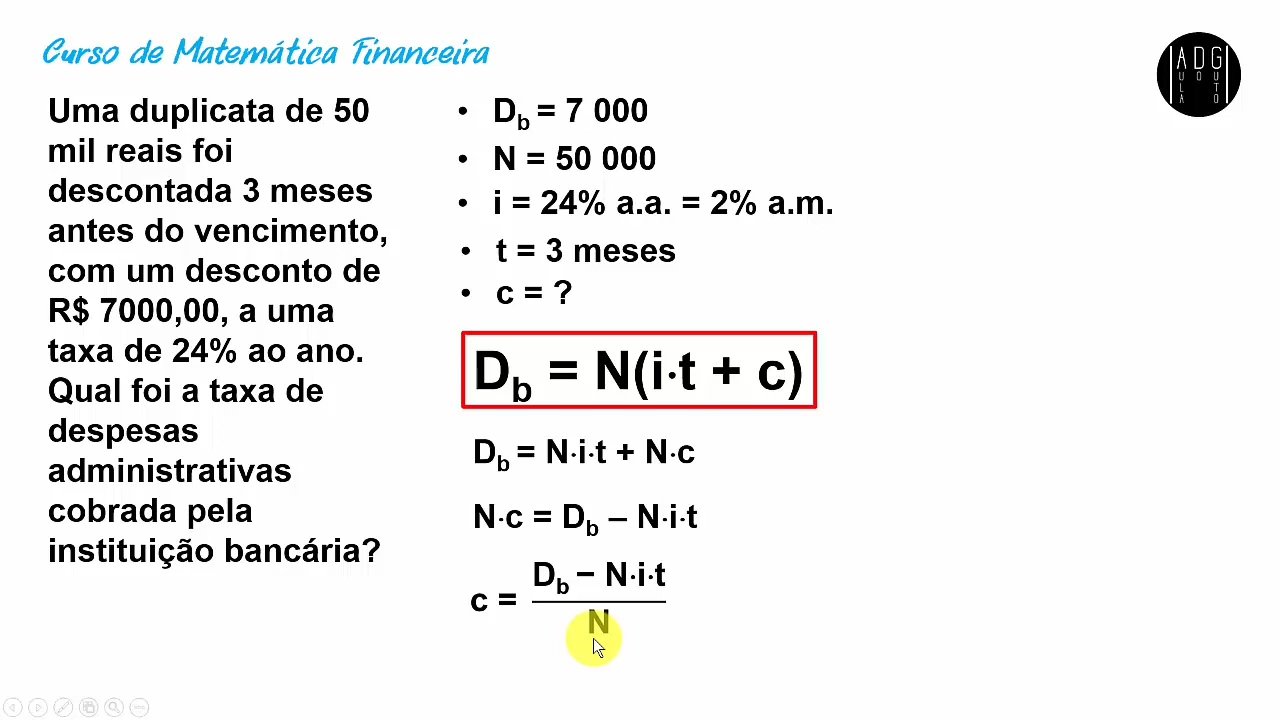 Curso de Matemática Financeira
A D G
U O U
L T
A O
Uma duplicata de 50
mil reais foi
descontada 3 meses
antes do vencimento,
com um desconto de
R$ 7000,00, a uma
taxa de 24% ao ano.
Qual foi a taxa de
despesas
administrativas
cobrada pela
instituição bancária?
• Db = 7 000
• N = 50 000
• i = 24% a.a. = 2% a.m.
• t = 3 meses
• c = ?
Db = N(i·t + c)
Db = N·i·t + N·c
N·c = Db – N·i·t
c =
Db − N·i·t
N